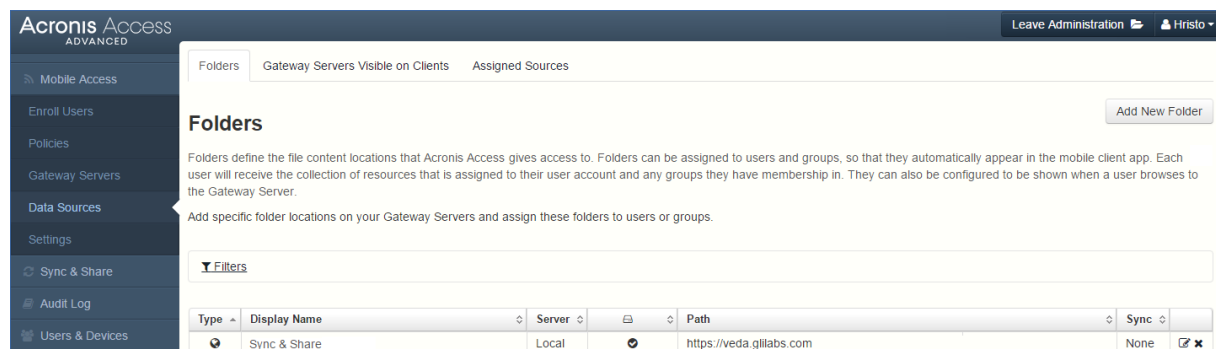 Acronis Access
ADVANCED
Leave Administration
Hristo
Mobile Access
Enroll Users
Policies
Gateway Servers
Data Sources
Settings
Sync & Share
Audit Log
Users & Devices
Folders
Gateway Servers Visible on Clients
Assigned Sources
Folders
Add New Folder
Folders define the file content locations that Acronis Access gives access to. Folders can be assigned to users and groups, so that they automatically appear in the mobile client app. Each
user will receive the collection of resources that is assigned to their user account and any groups they have membership in. They can also be configured to be shown when a user browses to
the Gateway Server.
Add specific folder locations on your Gateway Servers and assign these folders to users or groups.
Filters
Type Display Name Server Path Sync
Sync & Share Local https://veda.glilabs.com None